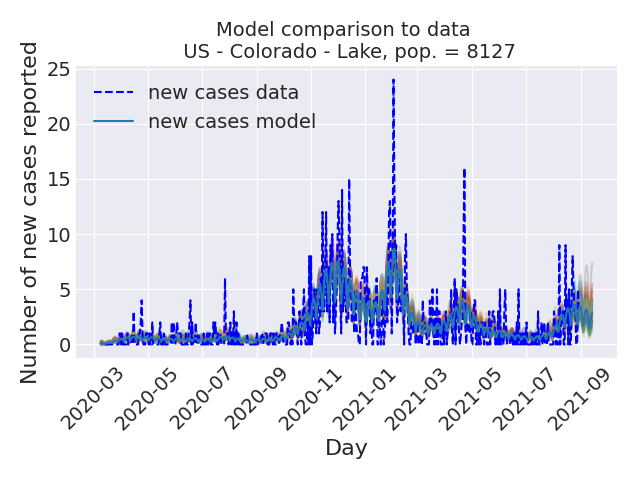 Model comparison to data
US - Colorado - Lake, pop. = 8127
Number of new cases reported
25
20
15
10
5
0
new cases data
new cases model
2020-03
2020-05
2020-07
2020-09
2020-11
2021-01
2021-03
2021-05
2021-07
2021-09
Day